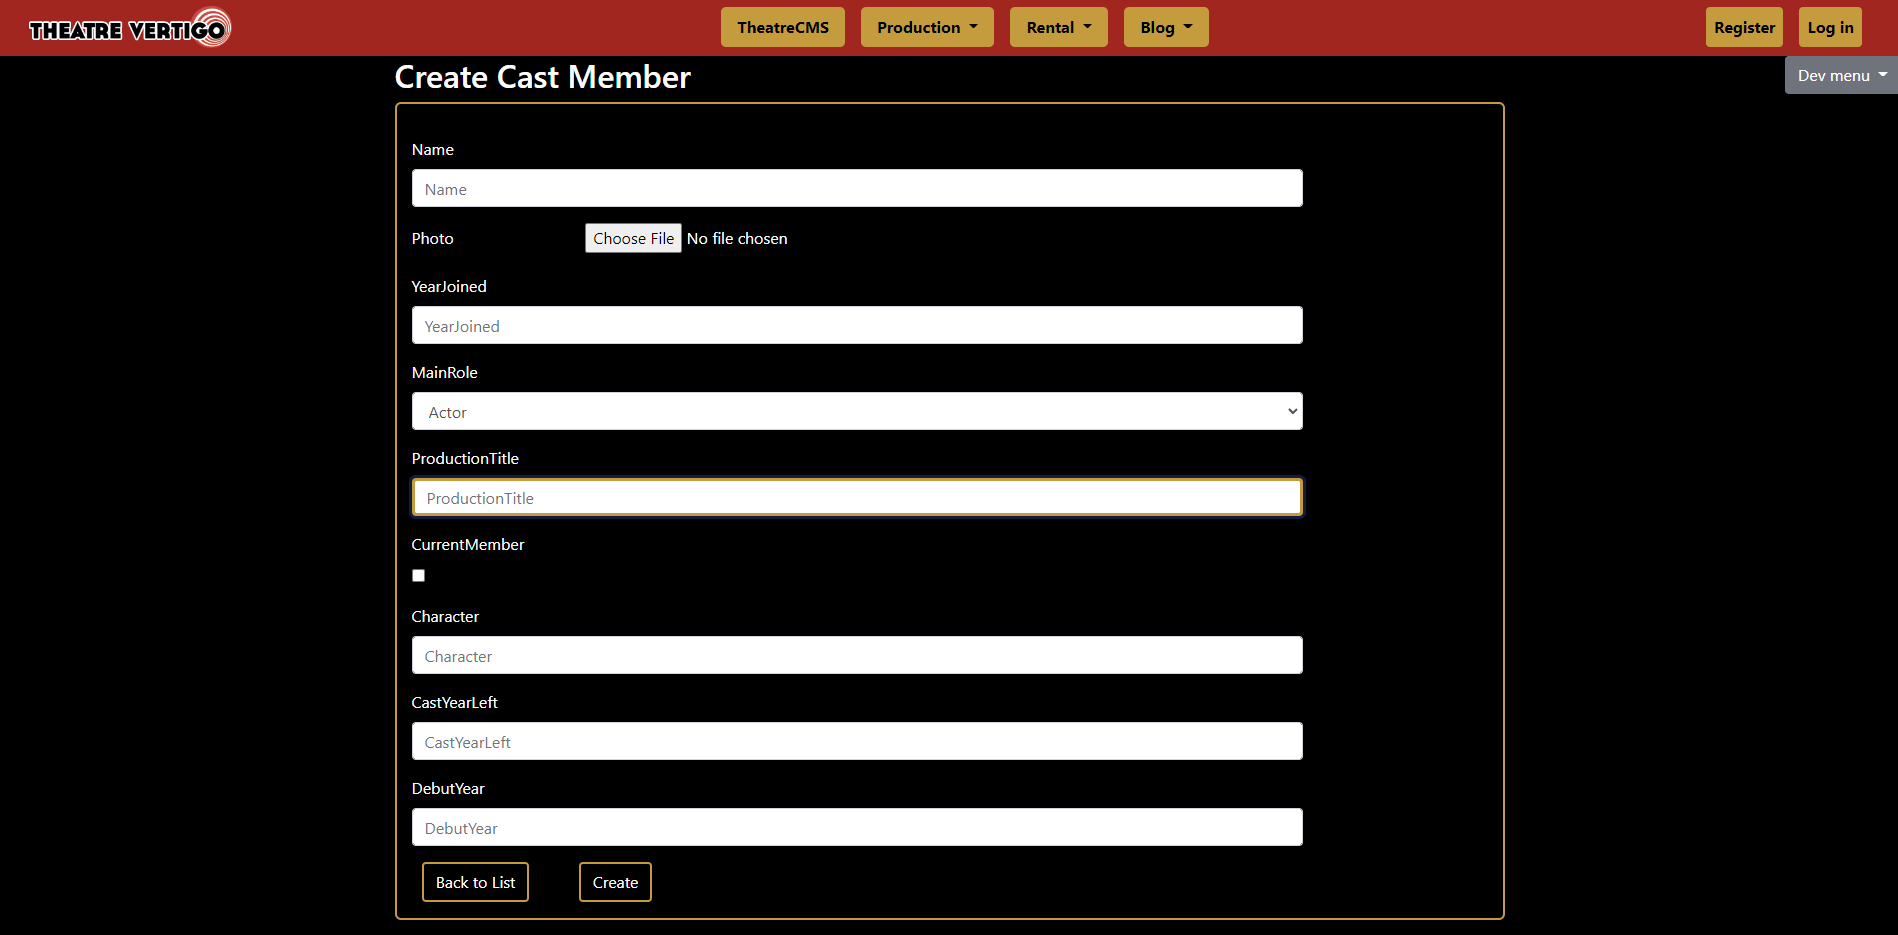 THEATRE VERTIGO TheatreCMS Production Rental Blog Register Log in
Create Cast Member Dev menu
Name
Name
Photo Choose File No file chosen
YearJoined
YearJoined
MainRole
Actor
ProductionTitle
ProductionTitle
CurrentMember
Character
Character
CastYearLeft
CastYearLeft
DebutYear
DebutYear
Back to List Create